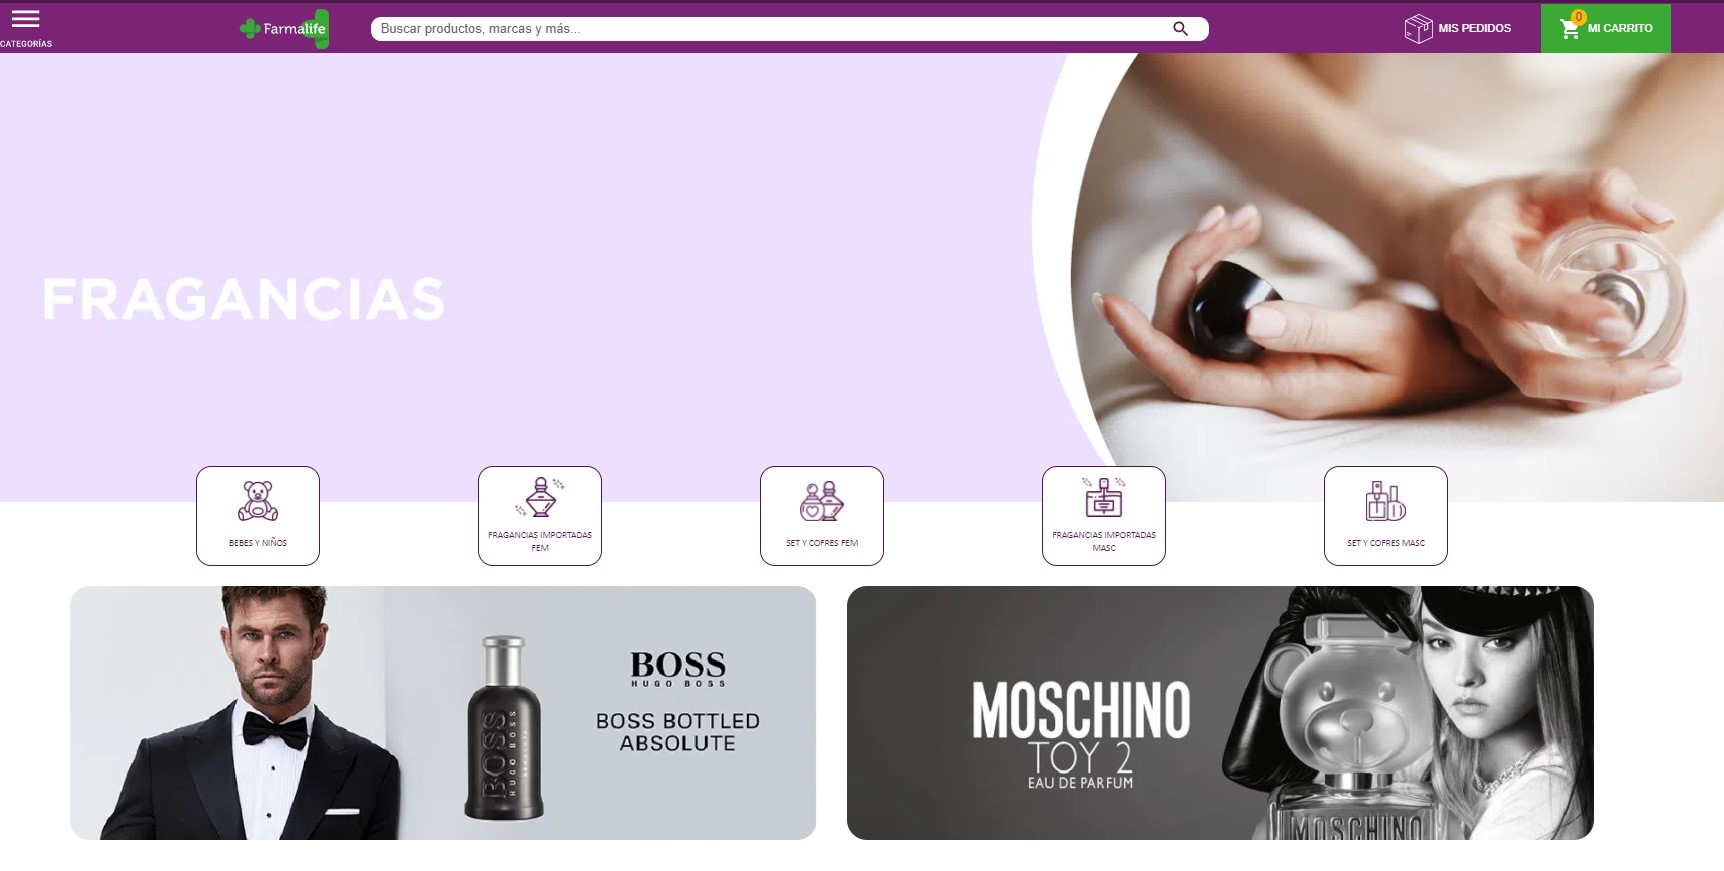 CATEGORÍAS
Farmalife
Buscar productos, marcas y más...
MIS PEDIDOS
0
MI CARRITO
FRAGANCIAS
BEBES Y NIÑOS
FRAGANCIAS IMPORTADAS
FEM
SET Y COFRES FEM
FRAGANCIAS IMPORTADAS
MASC
SET Y COFRES MASC
BOSS
HUGO BOSS
ABSOLUTE
BOSS
HUGO BOSS
BOSS BOTTLED
ABSOLUTE
MOSCHINO
TOY 2
EAU DE PARFUM
MOSCHINO